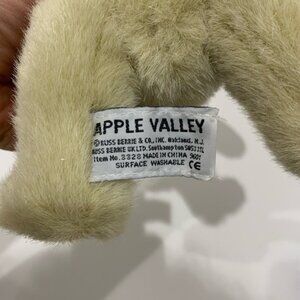 APPLE VALLEY
© RUSS BERRIE & CO., INC. Oakland, N.J.
RUSS BERRIE UK LTD. Southampton
Item No. 8328 MADE IN CHINA
SURFACE WASHABLE CE